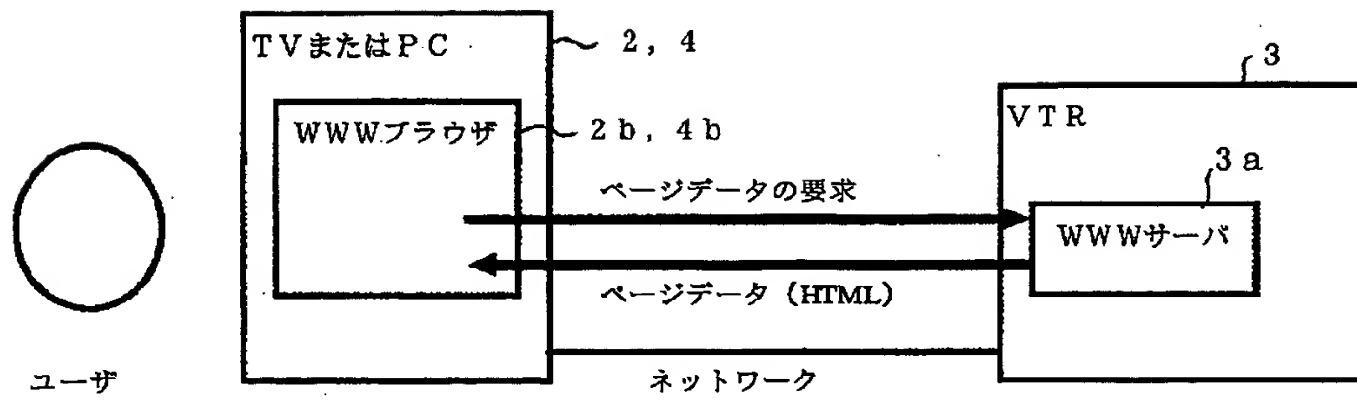 TVまたはPC
2, 4
WWWブラウザ
2b, 4b
ページデータの要求
ページデータ（HTML）
3
VTR
3a
WWWサーバ
ユーザ
ネットワーク